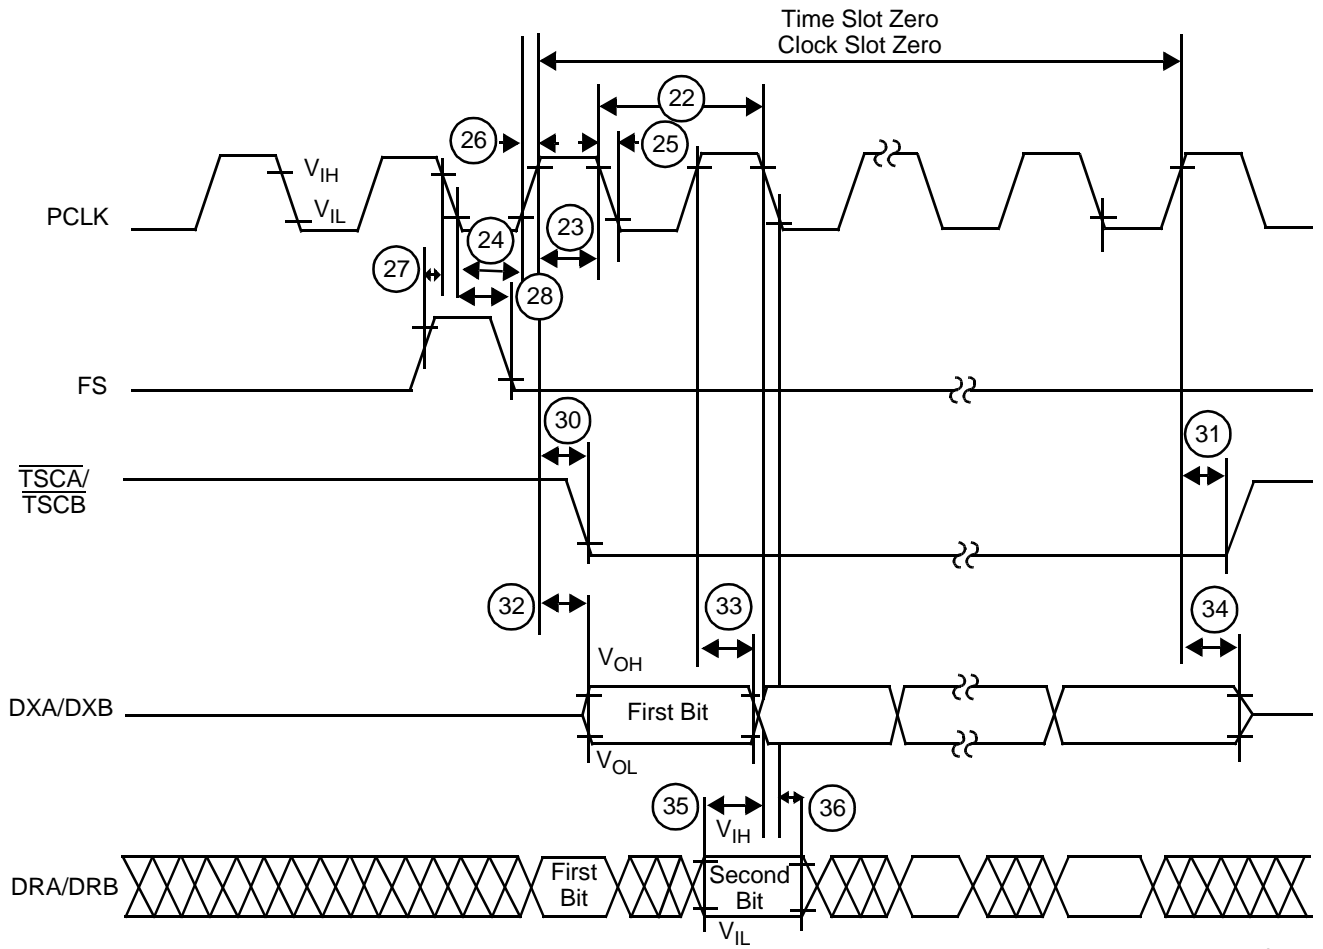 Time Slot Zero
Clock Slot Zero
22
26
25
VIH
VIL
PCLK
24
23
27
28
FS
30
31
TSCA/
TSCB
32
33
34
VOH
DXA/DXB
First Bit
VOL
35
36
VIH
DRA/DRB
First
Bit
Second
Bit
VIL